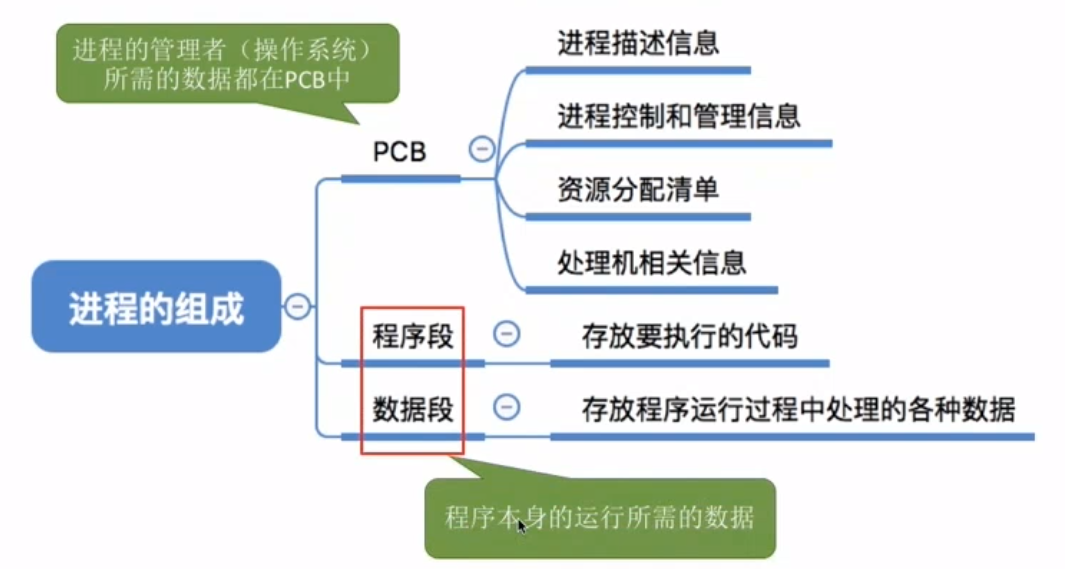 进程的管理者（操作系统）
所需的数据都在PCB中
进程描述信息
进程控制和管理信息
PCB
资源分配清单
处理机相关信息
进程的组成
程序段
存放要执行的代码
数据段
存放程序运行过程中处理的各种数据
程序本身的运行所需的数据